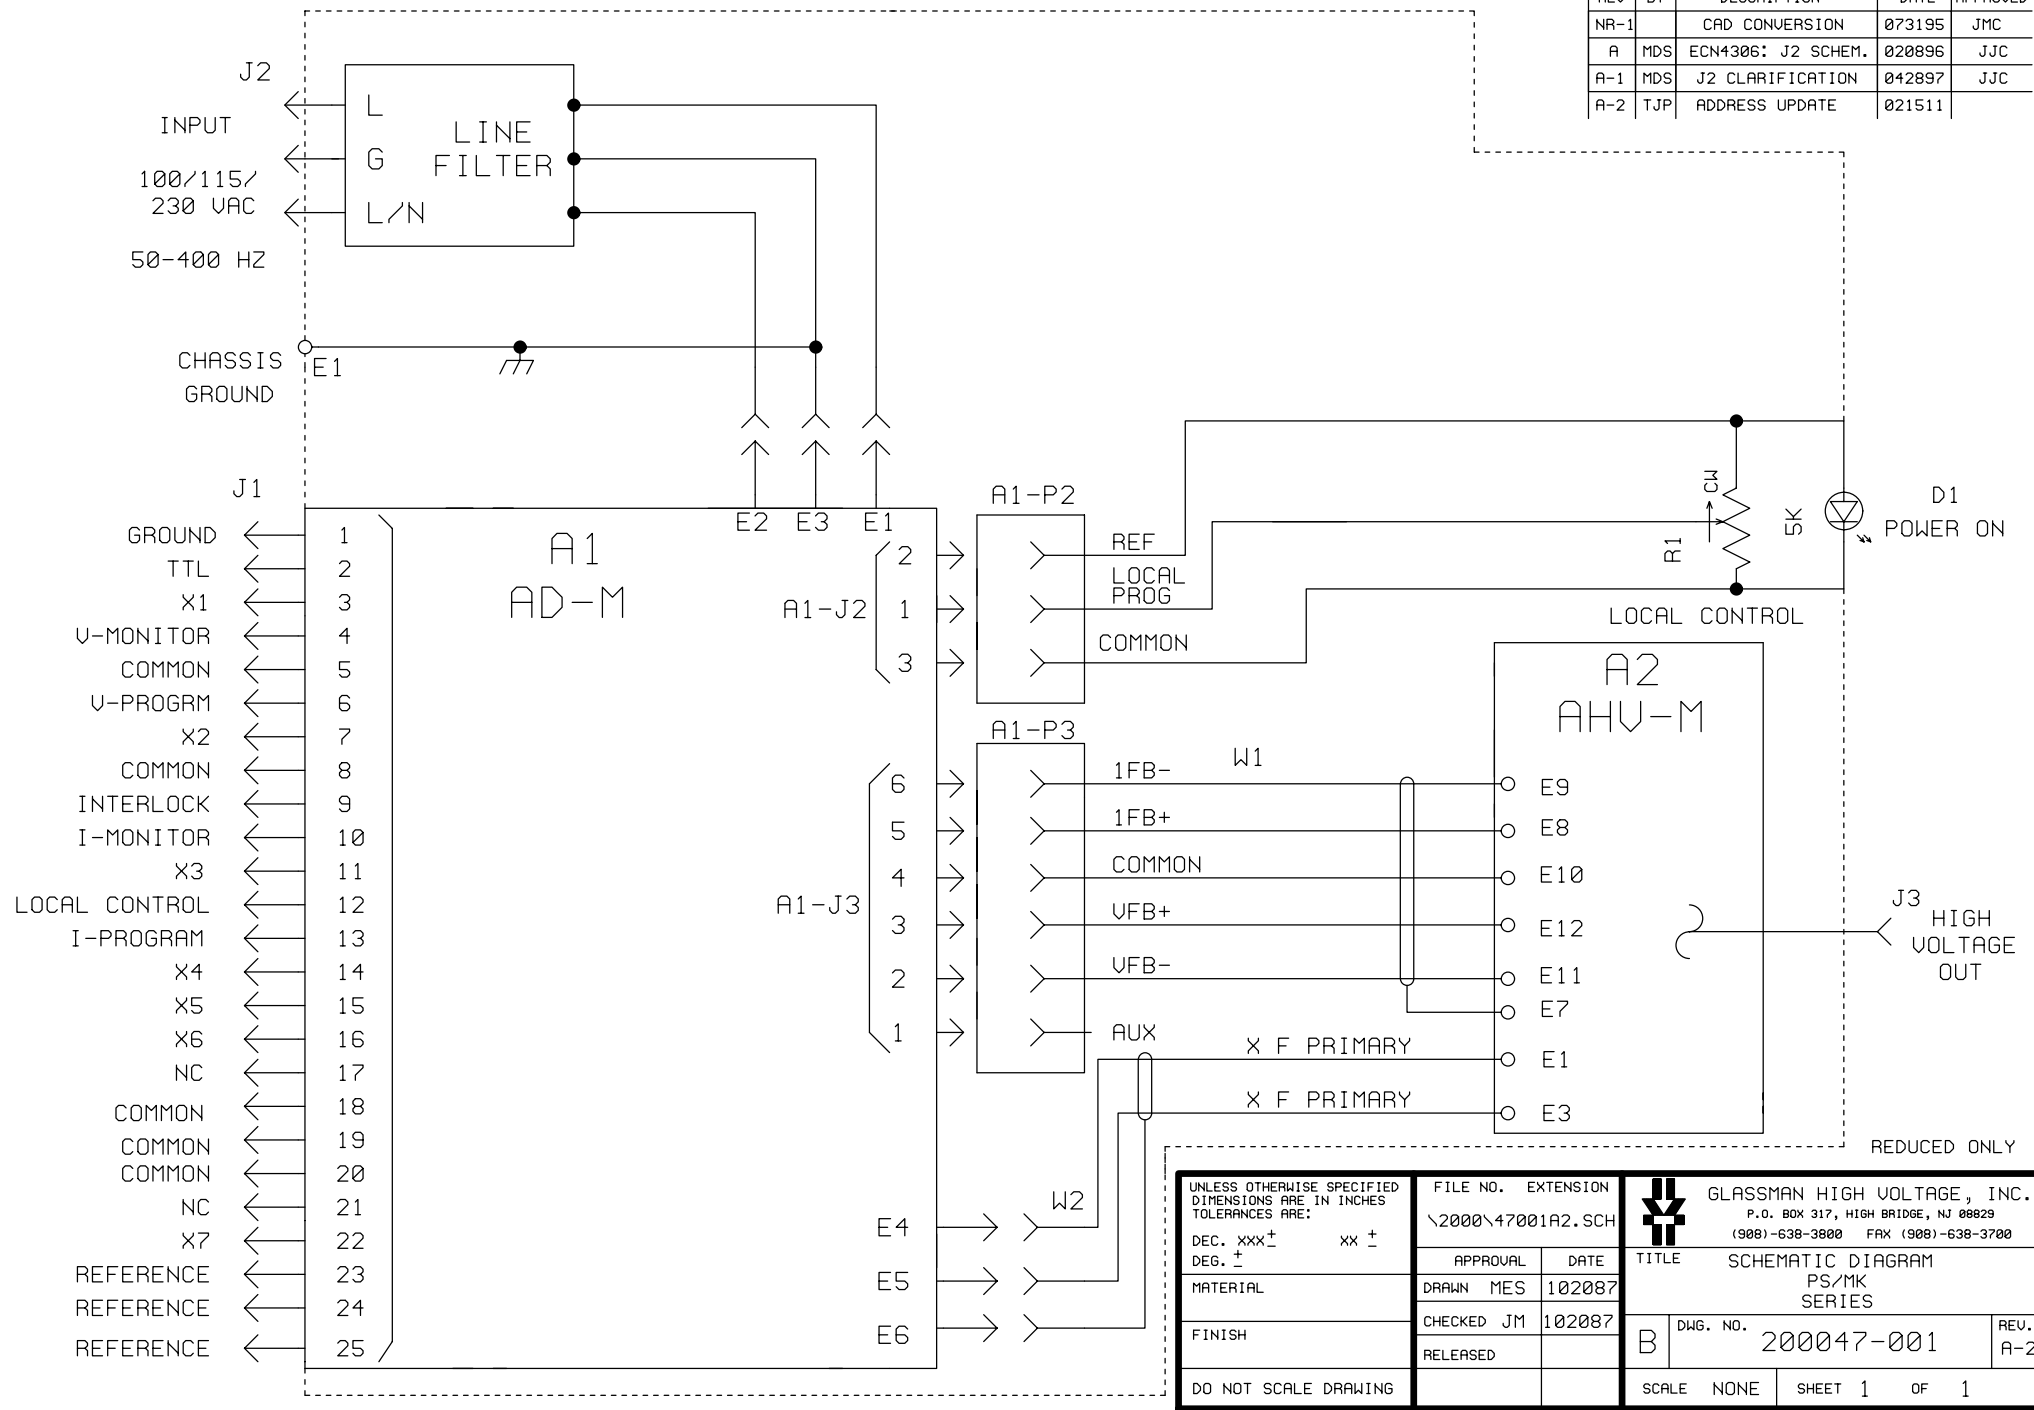 REV BY DESCRIPTION DATE APPROVED
NR-1 CAD CONVERSION 073195 JMC
A MDS ECN4306: J2 SCHEM. 020896 JJC
A-1 MDS J2 CLARIFICATION 042897 JJC
A-2 TJP ADDRESS UPDATE 021511
J2
INPUT
100/115/
230 VAC
50-400 HZ
L
G
L/N
LINE
FILTER
CHASSIS
GROUND
E1
J1
GROUND 1
TTL 2
X1 3
V-MONITOR 4
COMMON 5
V-PROGRM 6
X2 7
COMMON 8
INTERLOCK 9
I-MONITOR 10
X3 11
LOCAL CONTROL 12
I-PROGRAM 13
X4 14
X5 15
X6 16
NC 17
COMMON 18
COMMON 19
COMMON 20
NC 21
X7 22
REFERENCE 23
REFERENCE 24
REFERENCE 25
A1
AD-M
E2 E3 E1
A1-J2
2
1
3
A1-P2
REF
LOCAL
PROG
COMMON
CW
R1
5K
D1
POWER ON
LOCAL CONTROL
A1-J3
6
5
4
3
2
1
A1-P3
W1
1FB-
1FB+
COMMON
VFB+
VFB-
AUX
X F PRIMARY
X F PRIMARY
A2
AHV-M
E9
E8
E10
E12
E11
E7
E1
E3
J3
HIGH
VOLTAGE
OUT
W2
E4
E5
E6
REDUCED ONLY
UNLESS OTHERWISE SPECIFIED
DIMENSIONS ARE IN INCHES
TOLERANCES ARE:
DEC. XXX± XX ±
DEG. ±
MATERIAL
FINISH
DO NOT SCALE DRAWING
FILE NO. EXTENSION
\2000\47001A2.SCH
APPROVAL DATE
DRAWN MES 102087
CHECKED JM 102087
RELEASED
GLASSMAN HIGH VOLTAGE, INC.
P.O. BOX 317, HIGH BRIDGE, NJ 08829
(908)-638-3800 FAX (908)-638-3700
TITLE
SCHEMATIC DIAGRAM
PS/MK
SERIES
B DWG. NO. 200047-001 REV. A-2
SCALE NONE SHEET 1 OF 1